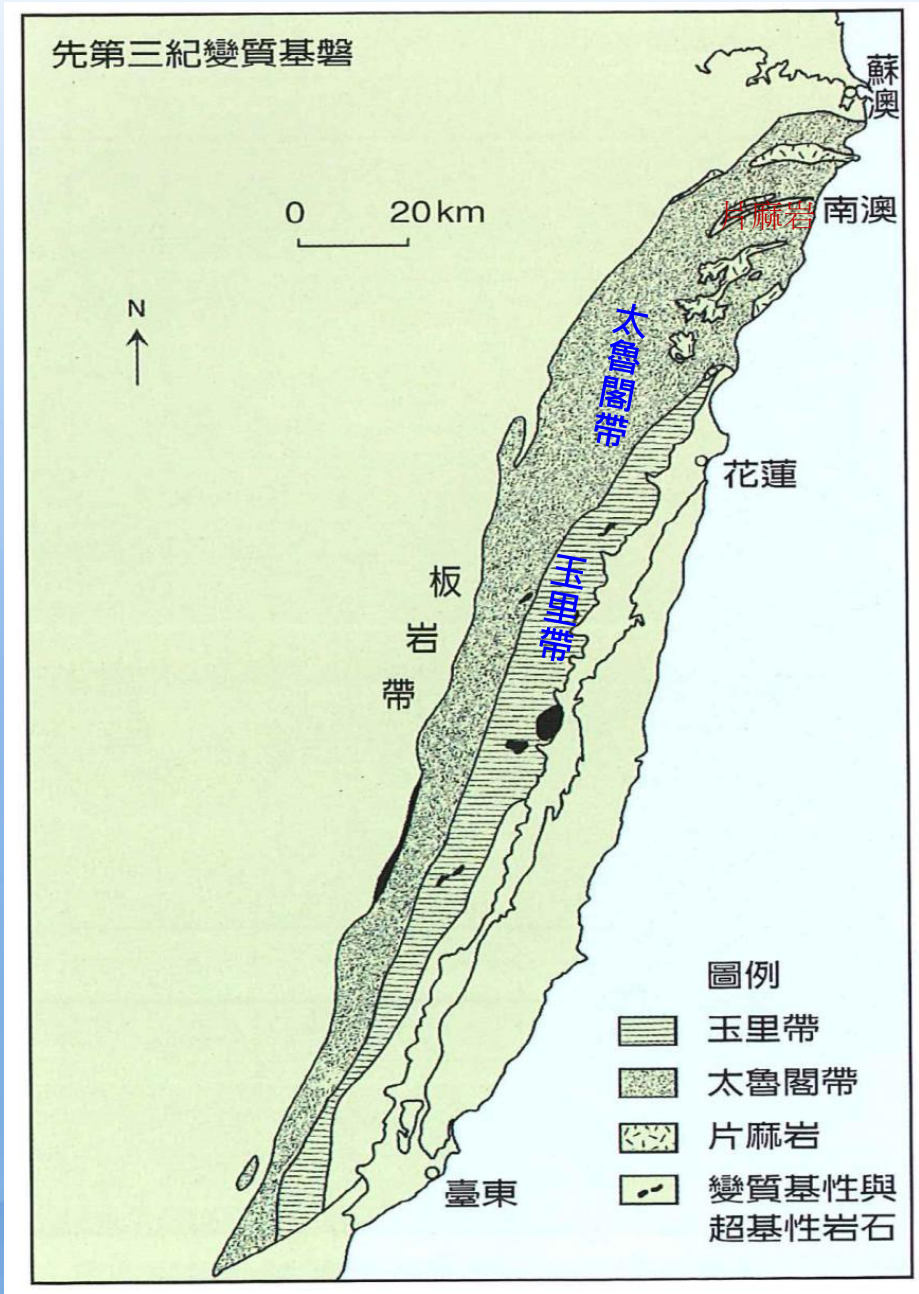 先第三紀變質基磐
蘇澳
0 20km
片麻岩
南澳
N
太魯閣帶
花蓮
板岩帶
玉里帶
圖例
玉里帶
太魯閣帶
片麻岩
變質基性與
超基性岩石
臺東